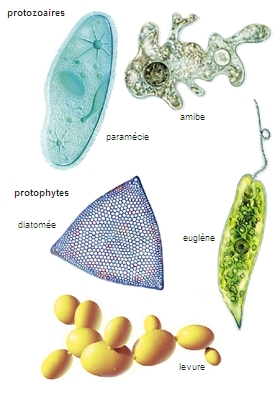 protozoaires
amibe
paramécie
protophytes
diatomée
euglène
levure